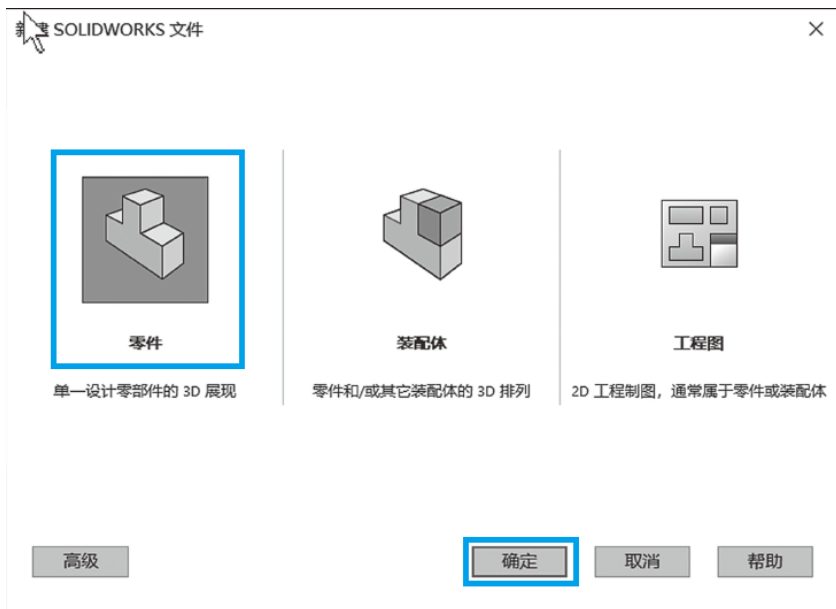 新建 SOLIDWORKS 文件
零件
装配体
工程图
单一设计零部件的 3D 展现
零件和/或其它装配体的 3D 排列
2D 工程制图，通常属于零件或装配体
高级
确定
取消
帮助